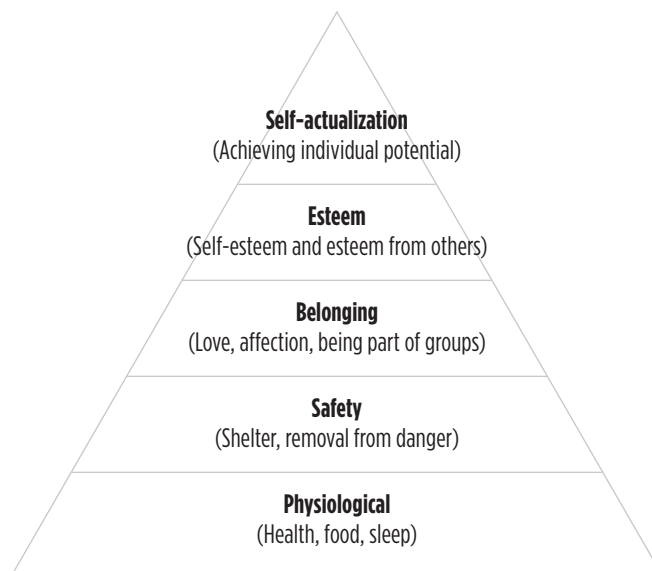 Self-actualization
(Achieving individual potential)
Esteem
(Self-esteem and esteem from others)
Belonging
(Love, affection, being part of groups)
Safety
(Shelter, removal from danger)
Physiological
(Health, food, sleep)